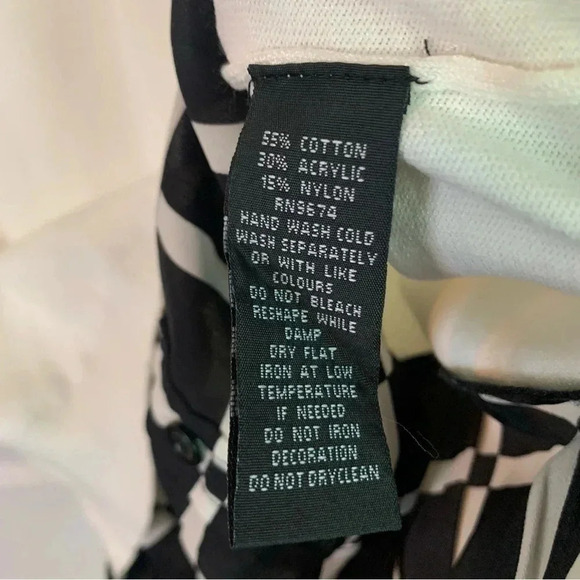 55% COTTON
30% ACRYLIC
15% NYLON
RN9674
HAND WASH COLD
WASH SEPARATELY
OR WITH LIKE
COLOURS
DO NOT BLEACH
RESHAPE WHILE
DAMP
DRY FLAT
IRON AT LOW
TEMPERATURE
IF NEEDED
DO NOT IRON
DECORATION
DO NOT DRYCLEAN